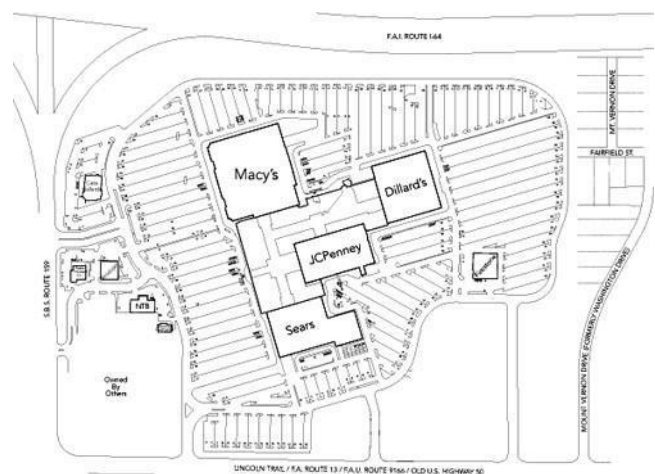 F.A.I. ROUTE I-64
MT. VERNON DRIVE
FAIRFIELD ST.
Macy's
Dillard's
JCPenney
Sears
NTB
S.B.S. ROUTE 159
Owned
By
Others
MOUNT VERNON DRIVE (FORMERLY WASHINGTON DRIVE)
LINCOLN TRAIL / F.A. ROUTE 13 / F.A.U. ROUTE 9166 / OLD U.S. HIGHWAY 50